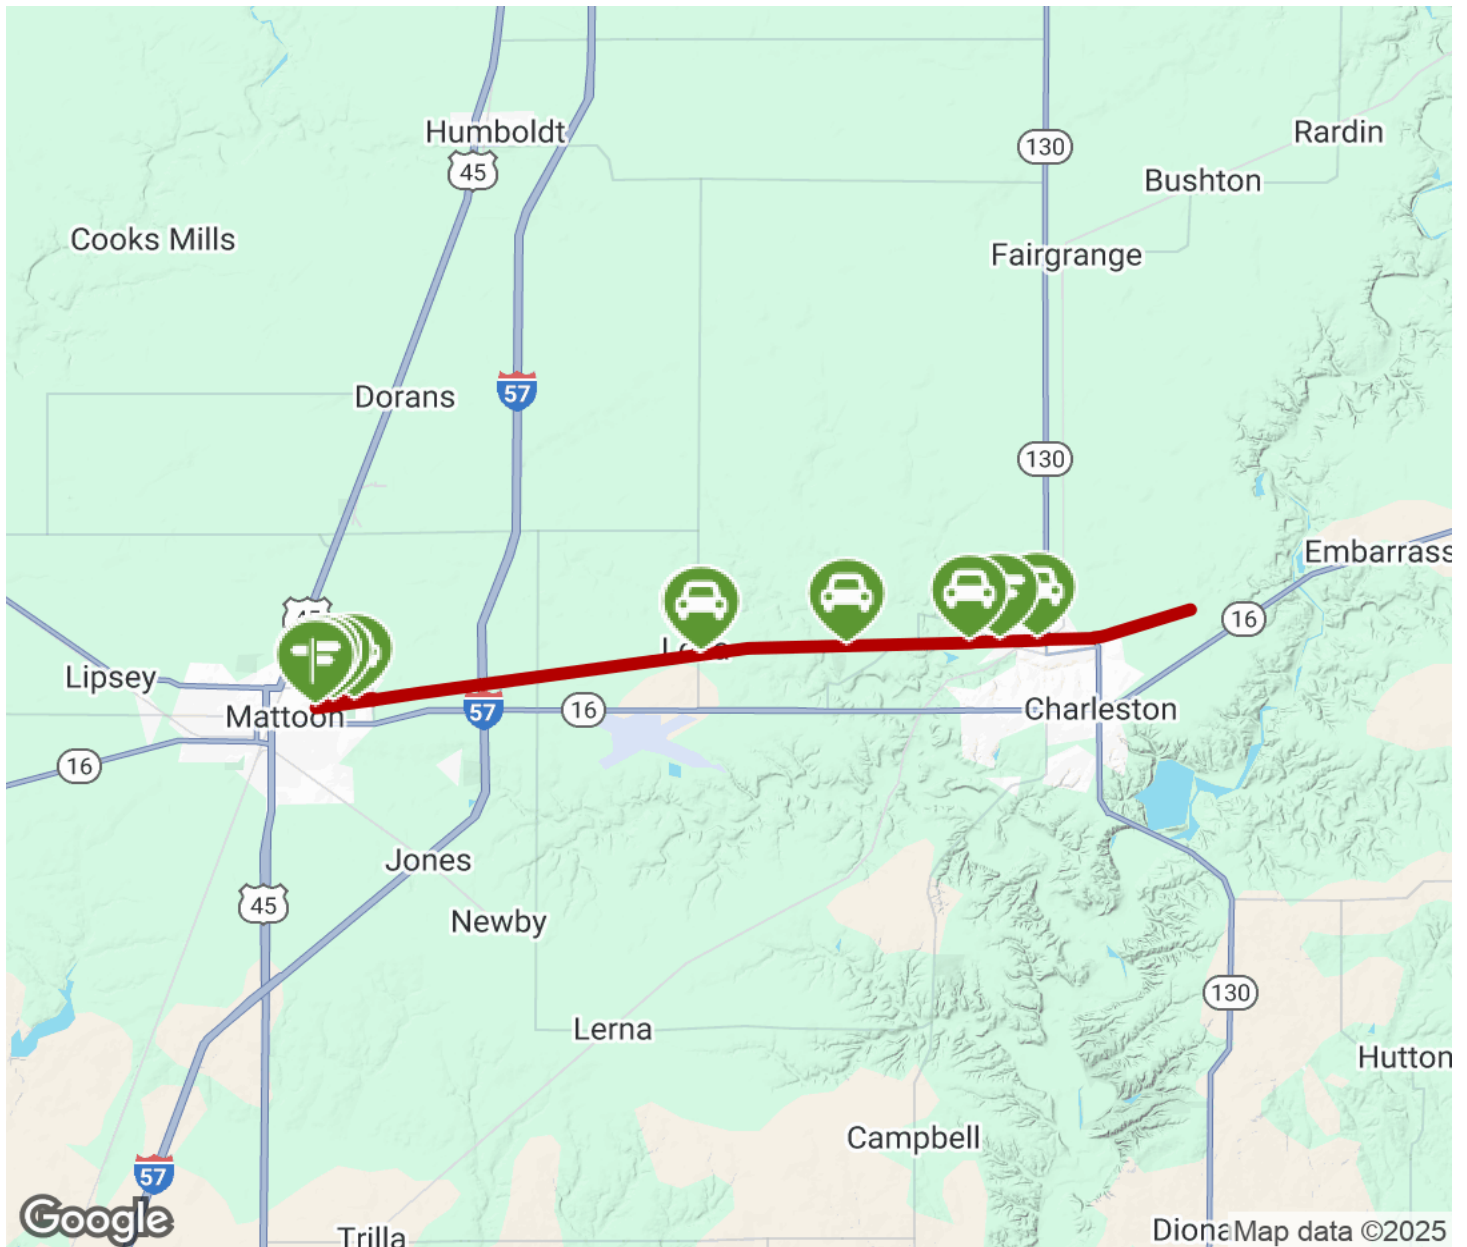 Humboldt
45
130
Rardin
Bushton
Cooks Mills
Fairgrange
57
Dorans
130
Embarrass
16
Lipsey
Mattoon
57
16
Charleston
16
Jones
45
Newby
130
Lerna
Hutton
Campbell
57
Google
Trilla
Diona
Map data ©2025